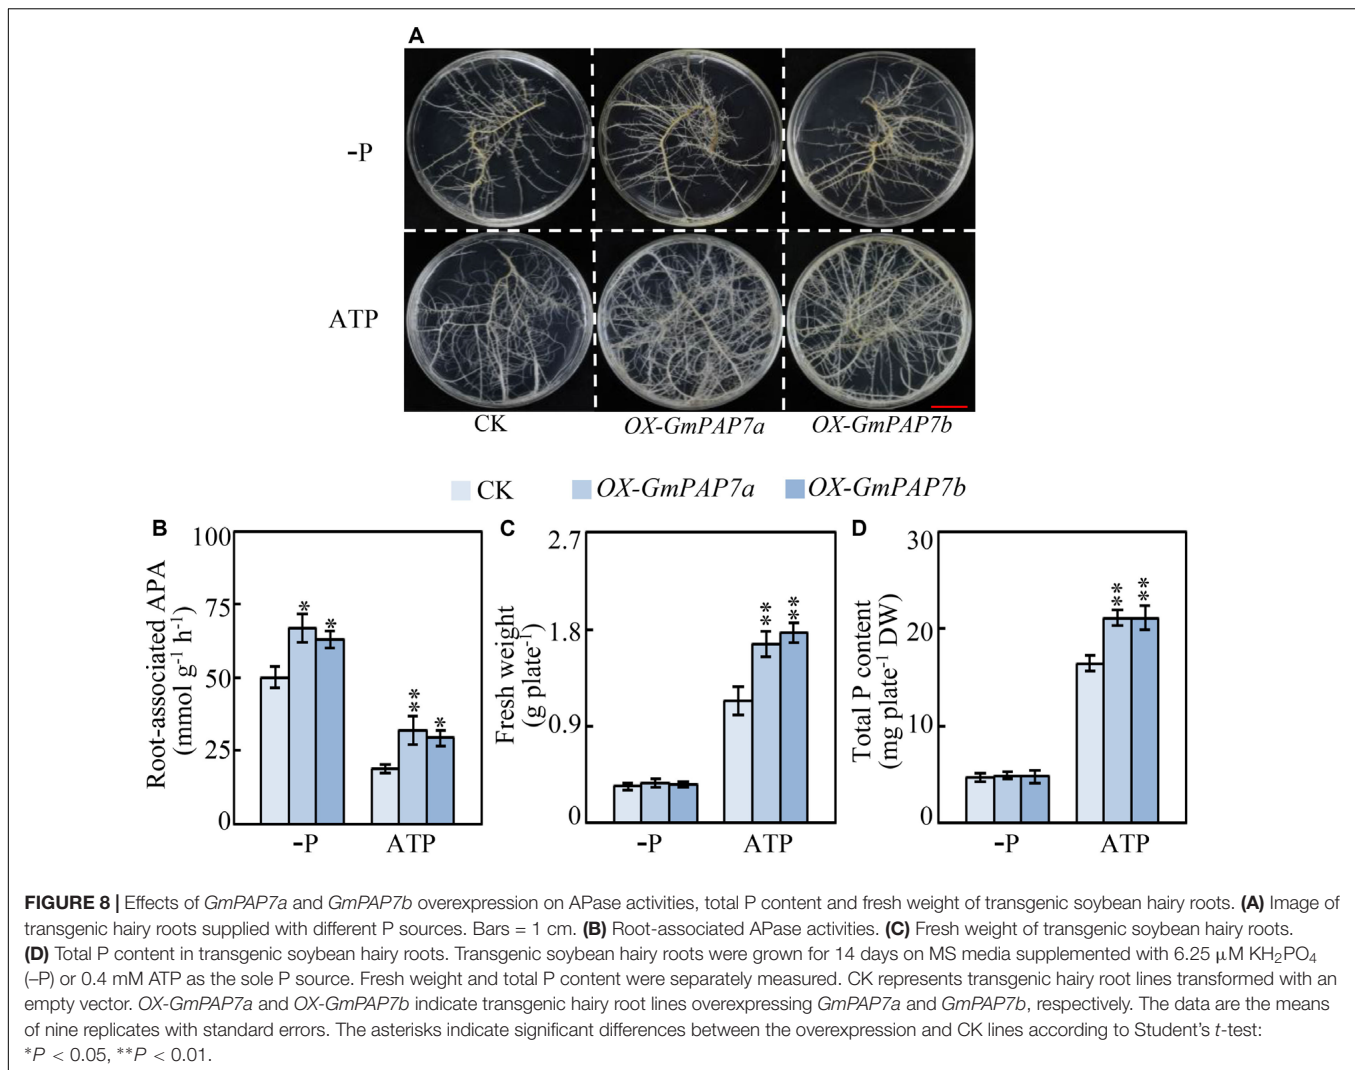 A
-P
ATP
CK
OX-GmPAP7a
OX-GmPAP7b
CK OX-GmPAP7a OX-GmPAP7b
B
Root-associated APA
(mmol g⁻¹ h⁻¹)
100
75
50
25
0
* * ** *
-P ATP
C
Fresh weight
(g plate⁻¹)
2.7
1.8
0.9
0
** **
-P ATP
D
Total P content
(mg plate⁻¹ DW)
30
20
10
0
** **
-P ATP
FIGURE 8 | Effects of GmPAP7a and GmPAP7b overexpression on APase activities, total P content and fresh weight of transgenic soybean hairy roots. (A) Image of
transgenic hairy roots supplied with different P sources. Bars = 1 cm. (B) Root-associated APase activities. (C) Fresh weight of transgenic soybean hairy roots.
(D) Total P content in transgenic soybean hairy roots. Transgenic soybean hairy roots were grown for 14 days on MS media supplemented with 6.25 μM KH₂PO₄
(–P) or 0.4 mM ATP as the sole P source. Fresh weight and total P content were separately measured. CK represents transgenic hairy root lines transformed with an
empty vector. OX-GmPAP7a and OX-GmPAP7b indicate transgenic hairy root lines overexpressing GmPAP7a and GmPAP7b, respectively. The data are the means
of nine replicates with standard errors. The asterisks indicate significant differences between the overexpression and CK lines according to Student's t-test:
*P < 0.05, **P < 0.01.